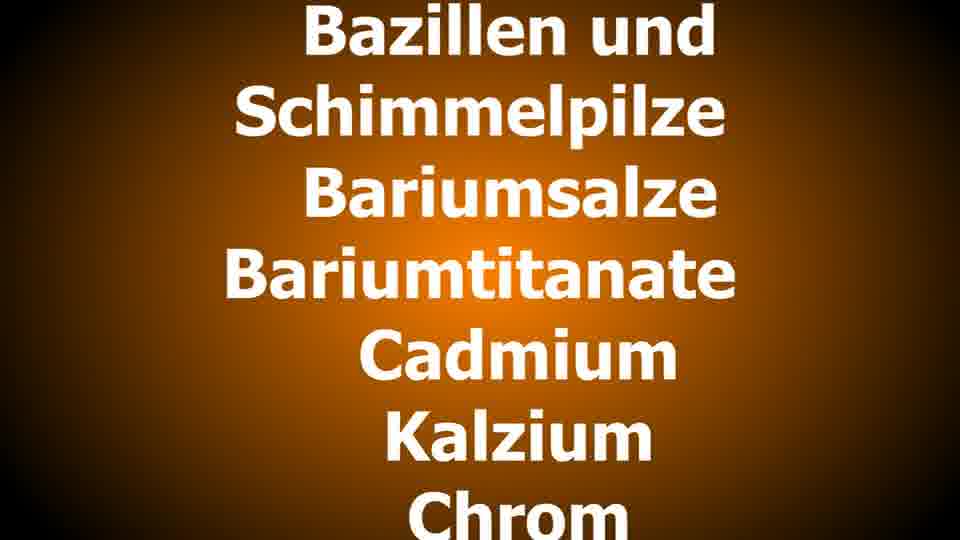 Bazillen und
Schimmelpilze
Bariumsalze
Bariumtitanate
Cadmium
Kalzium
Chrom